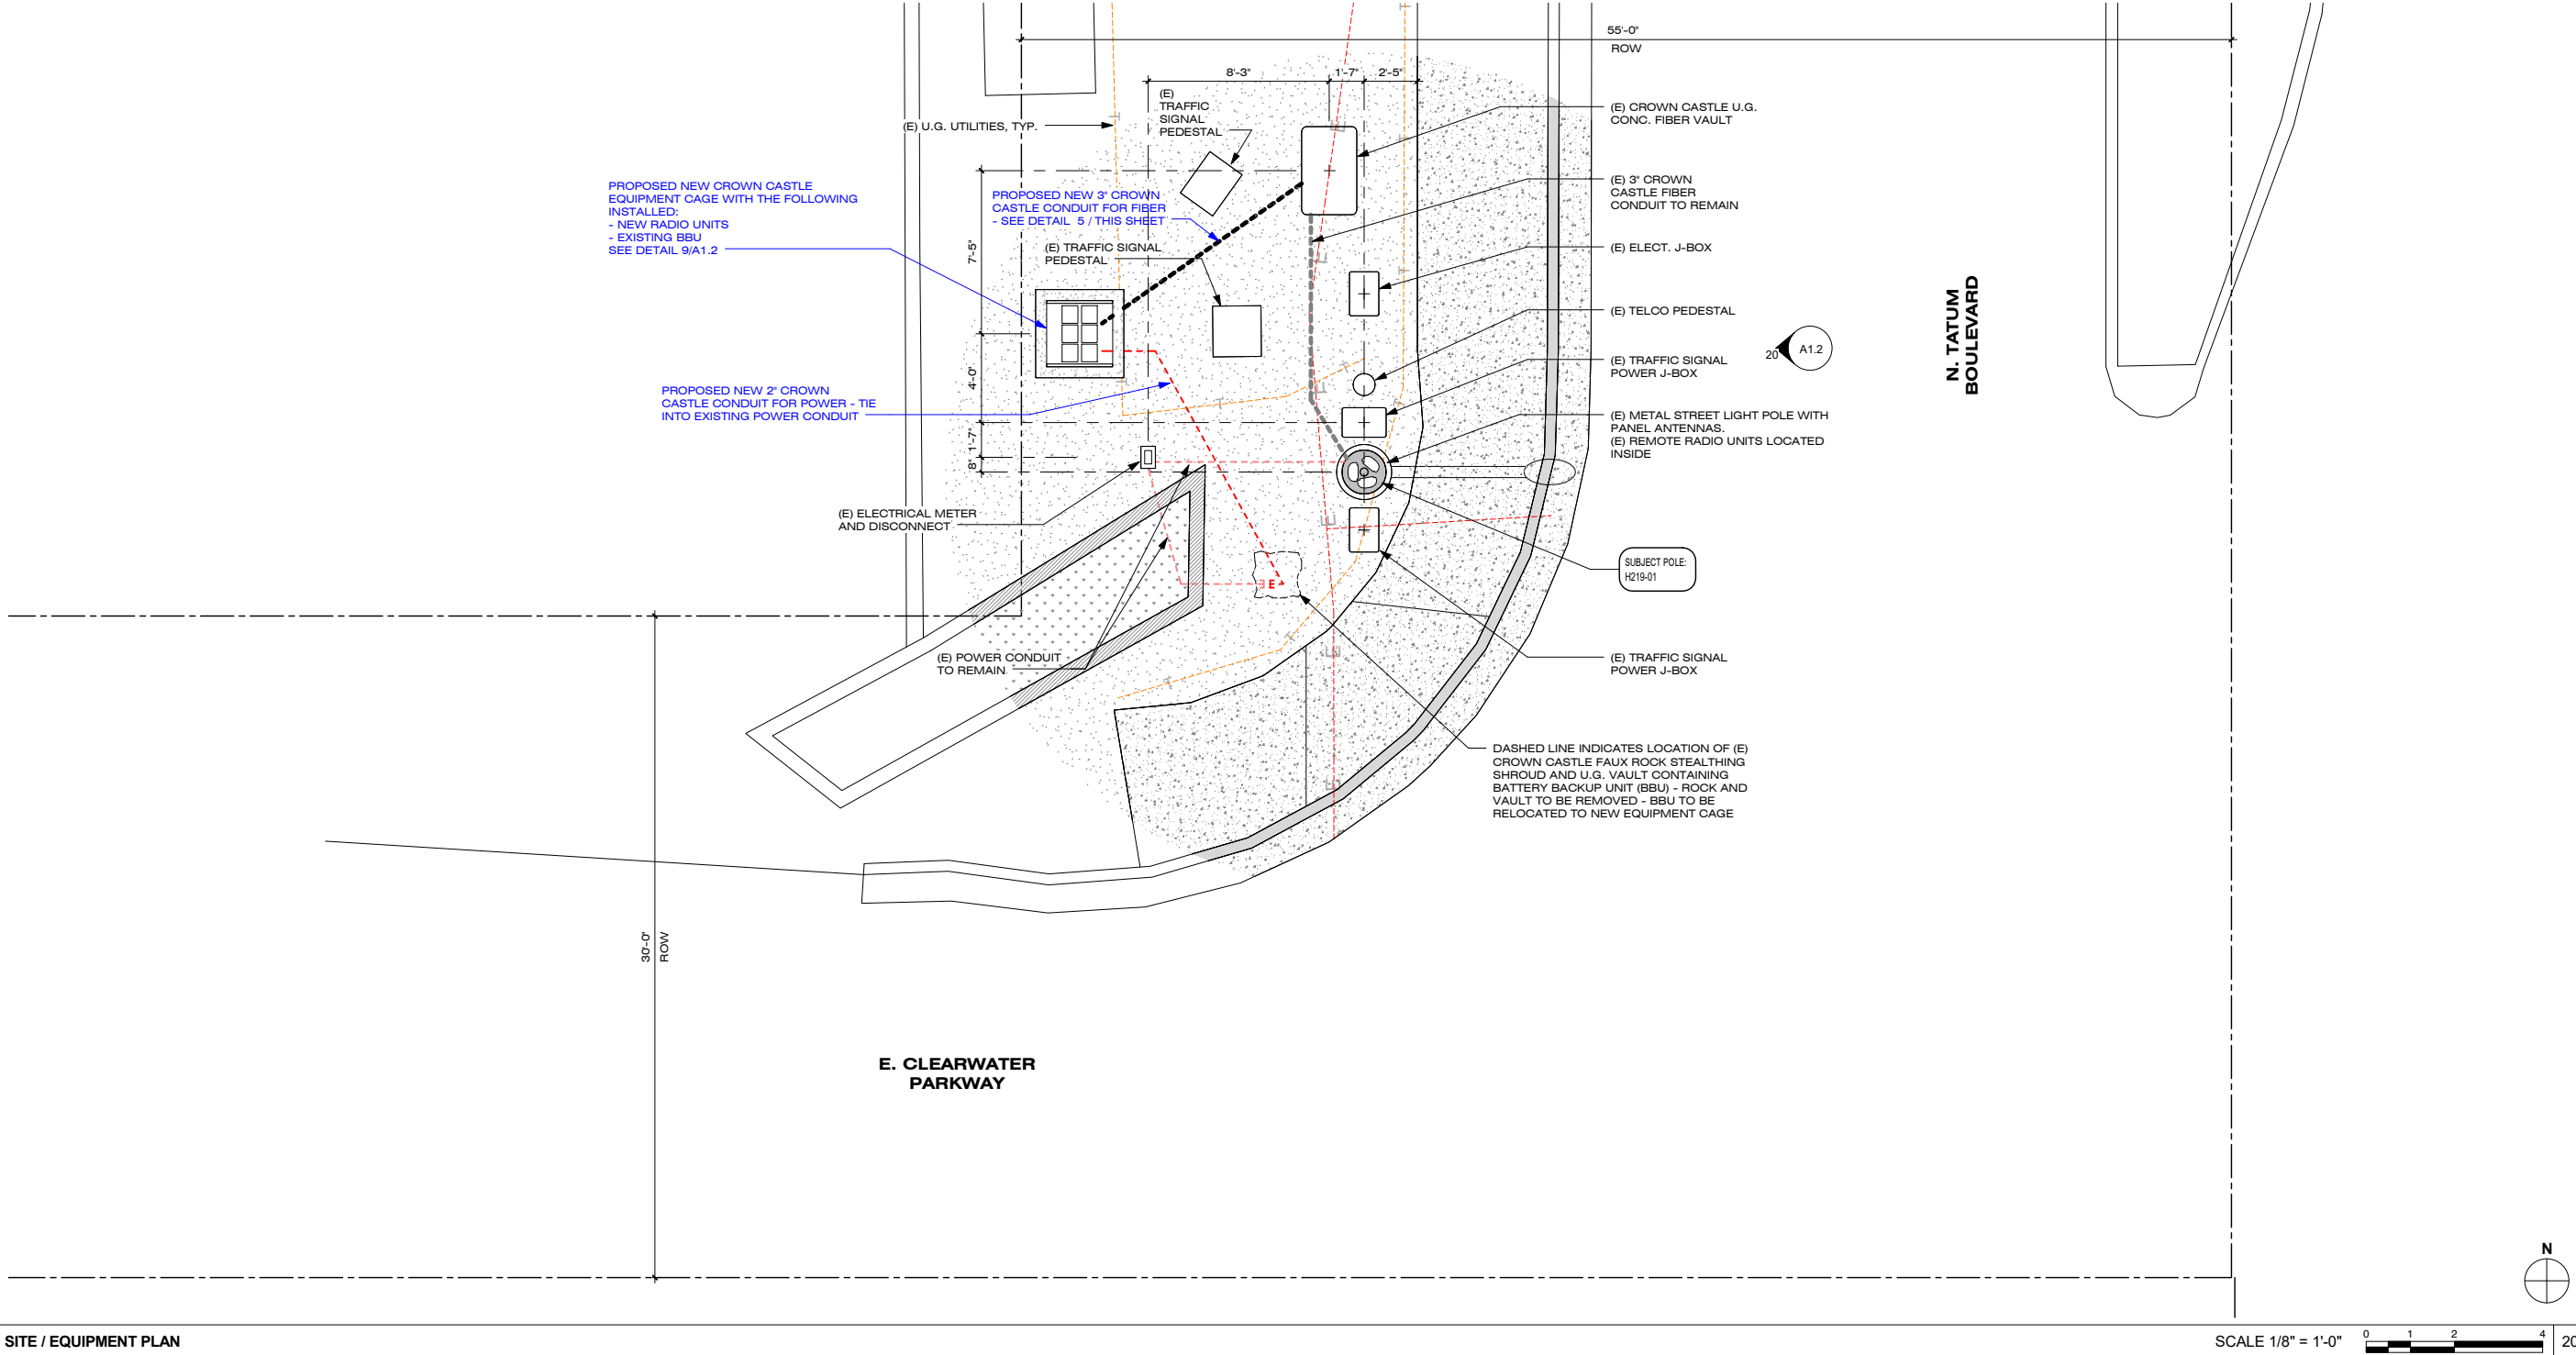 55'-0"
ROW
8'-3"
1'-7"
2'-5"
(E)
TRAFFIC
SIGNAL
PEDESTAL
(E) U.G. UTILITIES, TYP.
(E) CROWN CASTLE U.G.
CONC. FIBER VAULT
PROPOSED NEW CROWN CASTLE
EQUIPMENT CAGE WITH THE FOLLOWING
INSTALLED:
- NEW RADIO UNITS
- EXISTING BBU
SEE DETAIL 9/A1.2
PROPOSED NEW 3" CROWN
CASTLE CONDUIT FOR FIBER
- SEE DETAIL 5 / THIS SHEET
(E) 3" CROWN
CASTLE FIBER
CONDUIT TO REMAIN
(E) TRAFFIC SIGNAL
PEDESTAL
7'-5"
(E) ELECT. J-BOX
(E) TELCO PEDESTAL
N. TATUM
BOULEVARD
20
A1.2
(E) TRAFFIC SIGNAL
POWER J-BOX
4'-0"
PROPOSED NEW 2" CROWN
CASTLE CONDUIT FOR POWER - TIE
INTO EXISTING POWER CONDUIT
(E) METAL STREET LIGHT POLE WITH
PANEL ANTENNAS.
(E) REMOTE RADIO UNITS LOCATED
INSIDE
1'-7"
8"
(E) ELECTRICAL METER
AND DISCONNECT
SUBJECT POLE:
H219-01
E
E
(E) POWER CONDUIT
TO REMAIN
(E) TRAFFIC SIGNAL
POWER J-BOX
DASHED LINE INDICATES LOCATION OF (E)
CROWN CASTLE FAUX ROCK STEALTHING
SHROUD AND U.G. VAULT CONTAINING
BATTERY BACKUP UNIT (BBU) - ROCK AND
VAULT TO BE REMOVED - BBU TO BE
RELOCATED TO NEW EQUIPMENT CAGE
30'-0"
ROW
E. CLEARWATER
PARKWAY
N
SITE / EQUIPMENT PLAN
SCALE 1/8" = 1'-0"
0 1 2 4
20